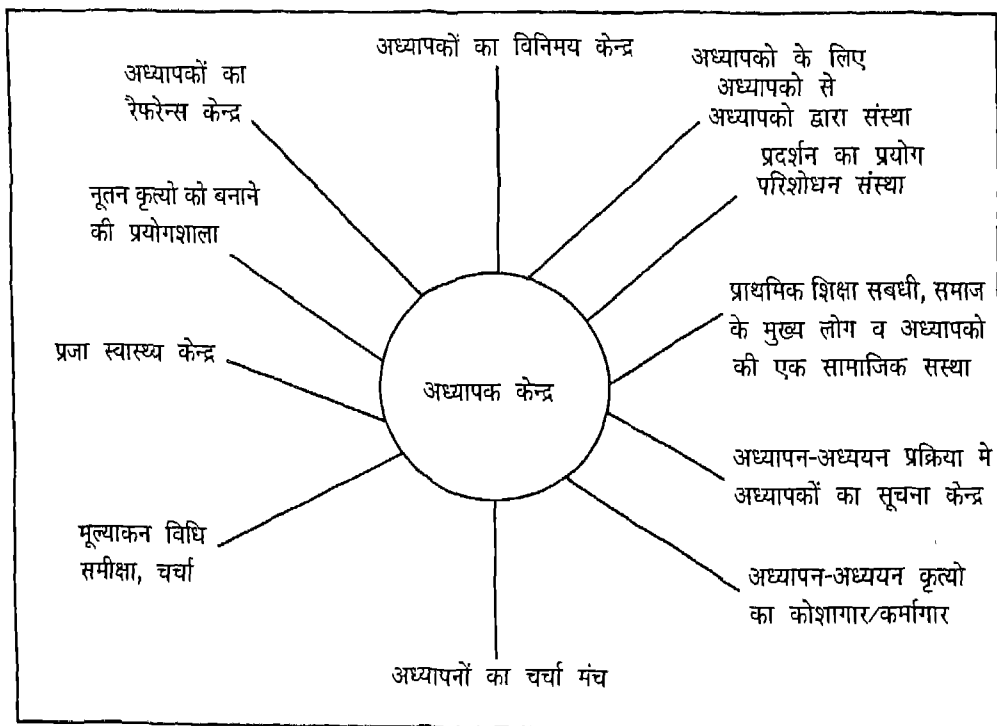 अध्यापकों का विनिमय केन्द्र
अध्यापको के लिए
अध्यापको से
अध्यापको द्वारा संस्था
प्रदर्शन का प्रयोग
परिशोधन संस्था
प्राथमिक शिक्षा सबधी, समाज
के मुख्य लोग व अध्यापको
की एक सामाजिक सस्था
अध्यापन-अध्ययन प्रक्रिया मे
अध्यापकों का सूचना केन्द्र
अध्यापन-अध्ययन कृत्यो
का कोशागार/कर्मागार
अध्यापनों का चर्चा मंच
मूल्याकन विधि
समीक्षा, चर्चा
प्रजा स्वास्थ्य केन्द्र
नूतन कृत्यो को बनाने
की प्रयोगशाला
अध्यापकों का
रैफरेन्स केन्द्र
अध्यापक केन्द्र